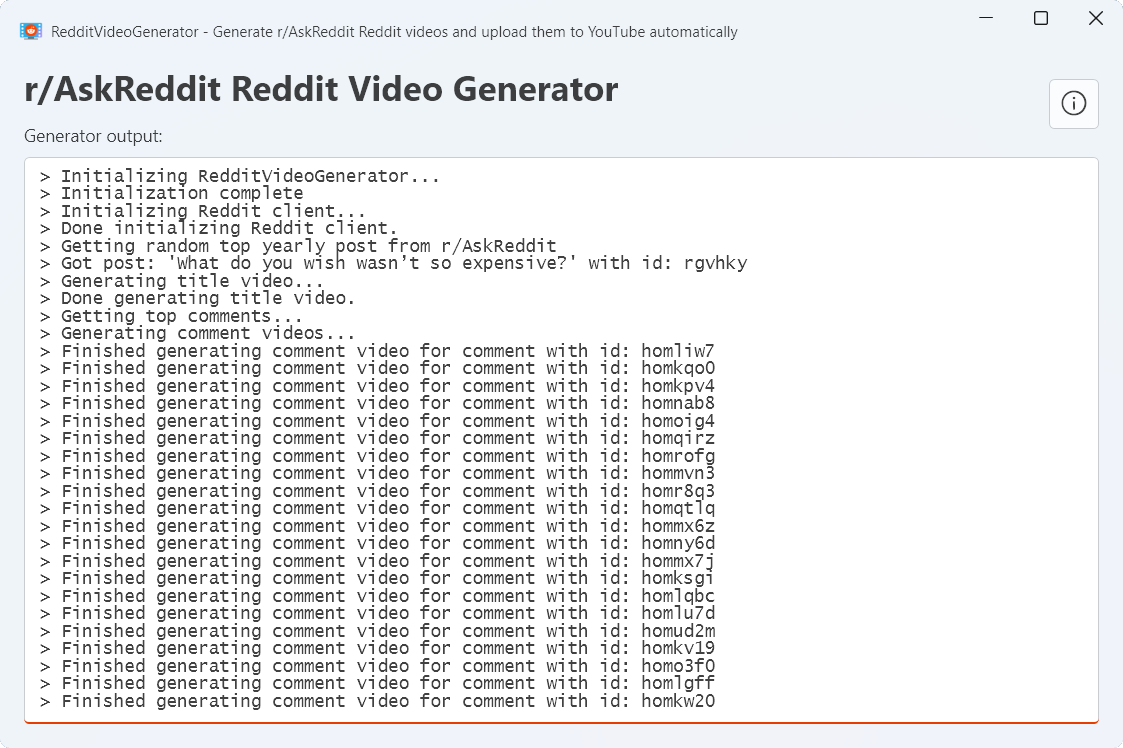 RedditVideoGenerator - Generate r/AskReddit Reddit videos and upload them to YouTube automatically
r/AskReddit Reddit Video Generator
Generator output:
> Initializing RedditVideoGenerator...
> Initialization complete
> Initializing Reddit client...
> Done initializing Reddit client.
> Getting random top yearly post from r/AskReddit
> Got post: 'What do you wish wasn’t so expensive?' with id: rgvhky
> Generating title video...
> Done generating title video.
> Getting top comments...
> Generating comment videos...
> Finished generating comment video for comment with id: homliw7
> Finished generating comment video for comment with id: homkqo0
> Finished generating comment video for comment with id: homkpv4
> Finished generating comment video for comment with id: homnab8
> Finished generating comment video for comment with id: homoig4
> Finished generating comment video for comment with id: homqirz
> Finished generating comment video for comment with id: homrofg
> Finished generating comment video for comment with id: hommvn3
> Finished generating comment video for comment with id: homr8q3
> Finished generating comment video for comment with id: homqtlq
> Finished generating comment video for comment with id: hommx6z
> Finished generating comment video for comment with id: homny6d
> Finished generating comment video for comment with id: hommx7j
> Finished generating comment video for comment with id: homksgi
> Finished generating comment video for comment with id: homlqbc
> Finished generating comment video for comment with id: homlu7d
> Finished generating comment video for comment with id: homud2m
> Finished generating comment video for comment with id: homkv19
> Finished generating comment video for comment with id: homo3f0
> Finished generating comment video for comment with id: homlgff
> Finished generating comment video for comment with id: homkw20